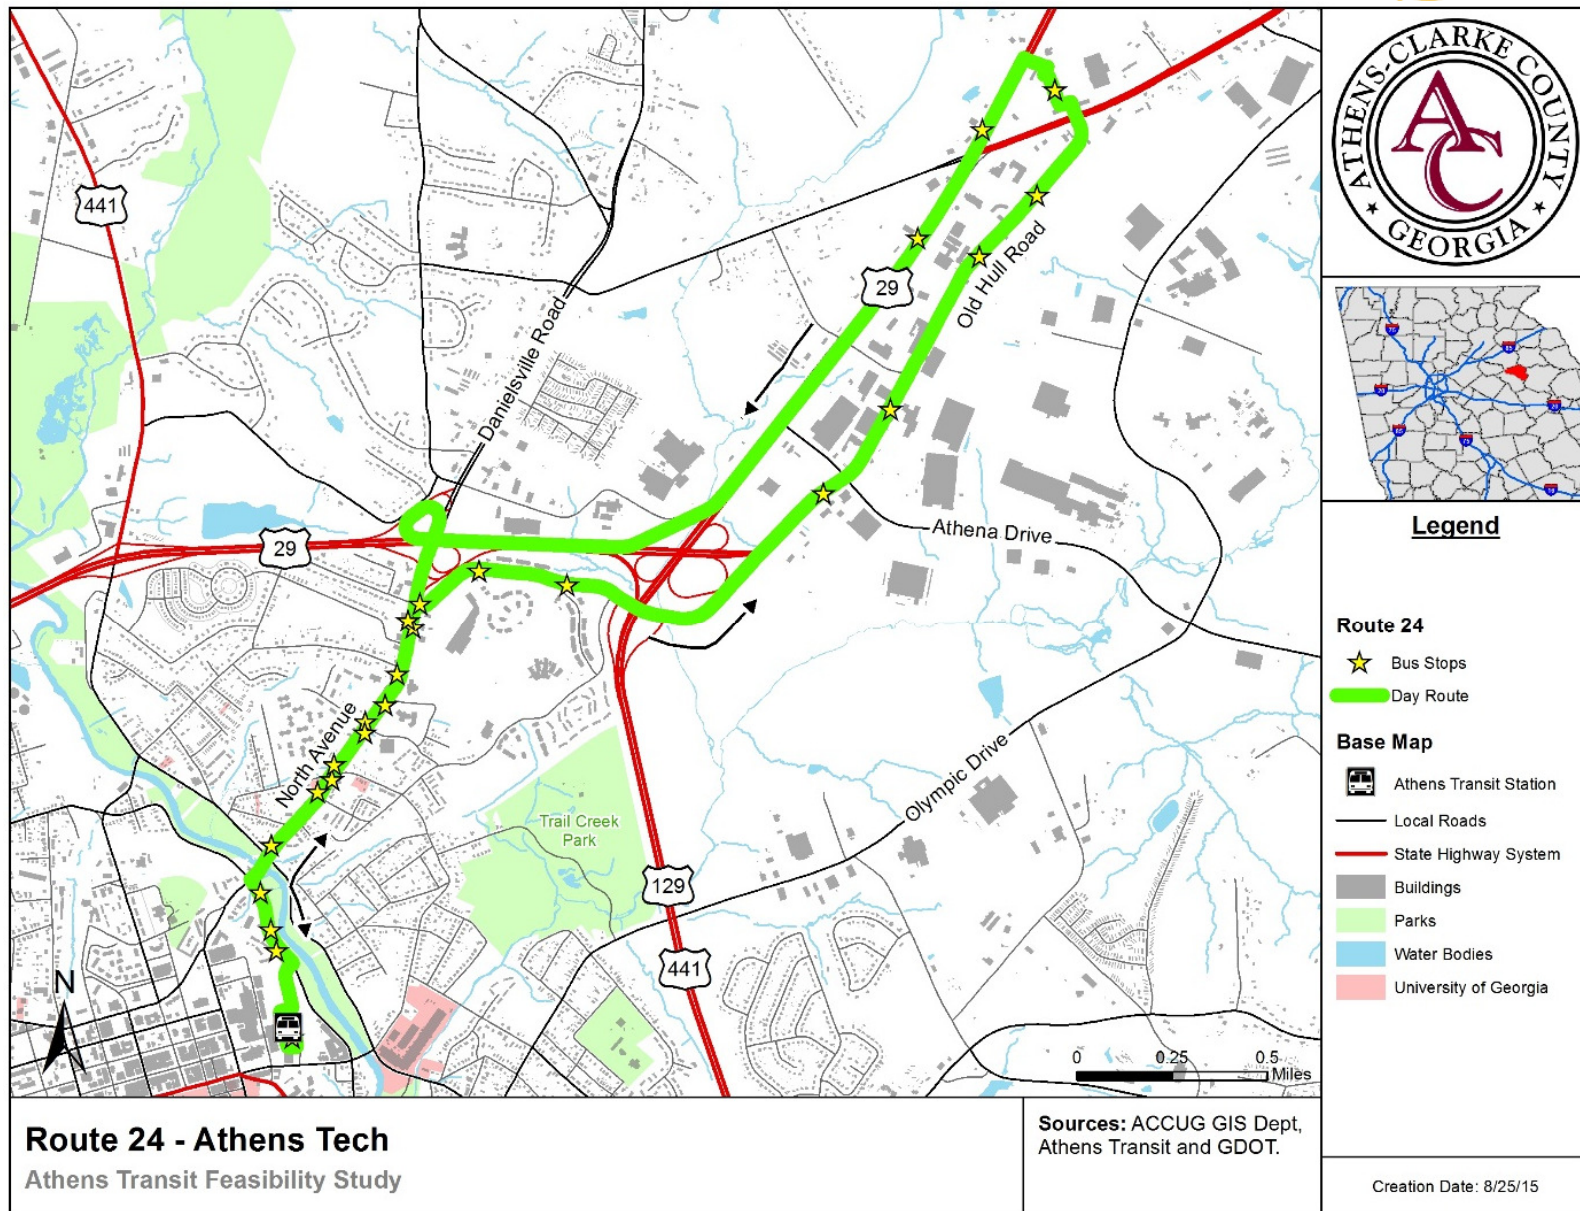 441
29
Old Hull Road
Danielsville Road
29
Athena Drive
North Avenue
Olympic Drive
Trail Creek
Park
129
441
N
0 0.25 0.5
Miles
Route 24 - Athens Tech
Athens Transit Feasibility Study
Sources: ACCUG GIS Dept,
Athens Transit and GDOT.
ATHENS-CLARKE COUNTY
AC
GEORGIA
Legend
Route 24
Bus Stops
Day Route
Base Map
Athens Transit Station
Local Roads
State Highway System
Buildings
Parks
Water Bodies
University of Georgia
Creation Date: 8/25/15